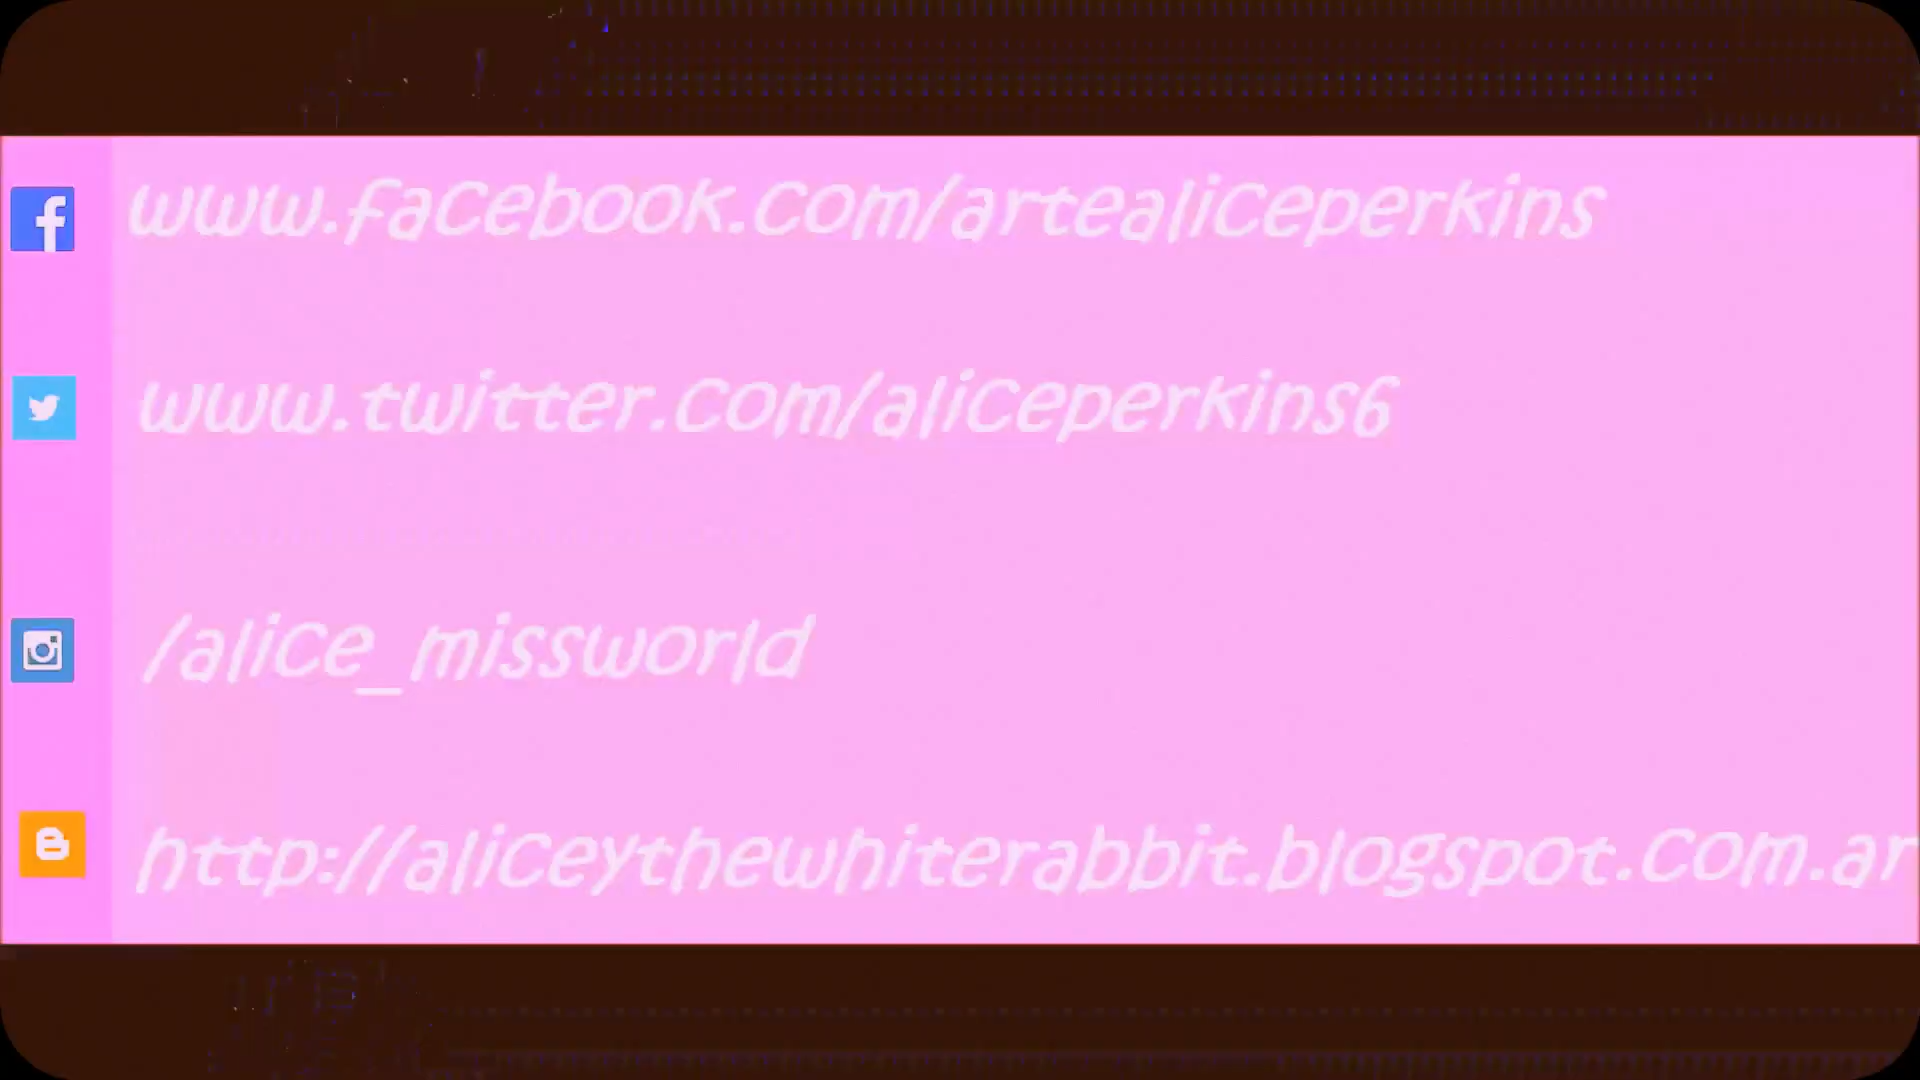 www.facebook.com/artealiceperkins
www.twitter.com/aliceperkins6
/alice_missworld
http://aliceythewhiterabbit.blogspot.com.ar